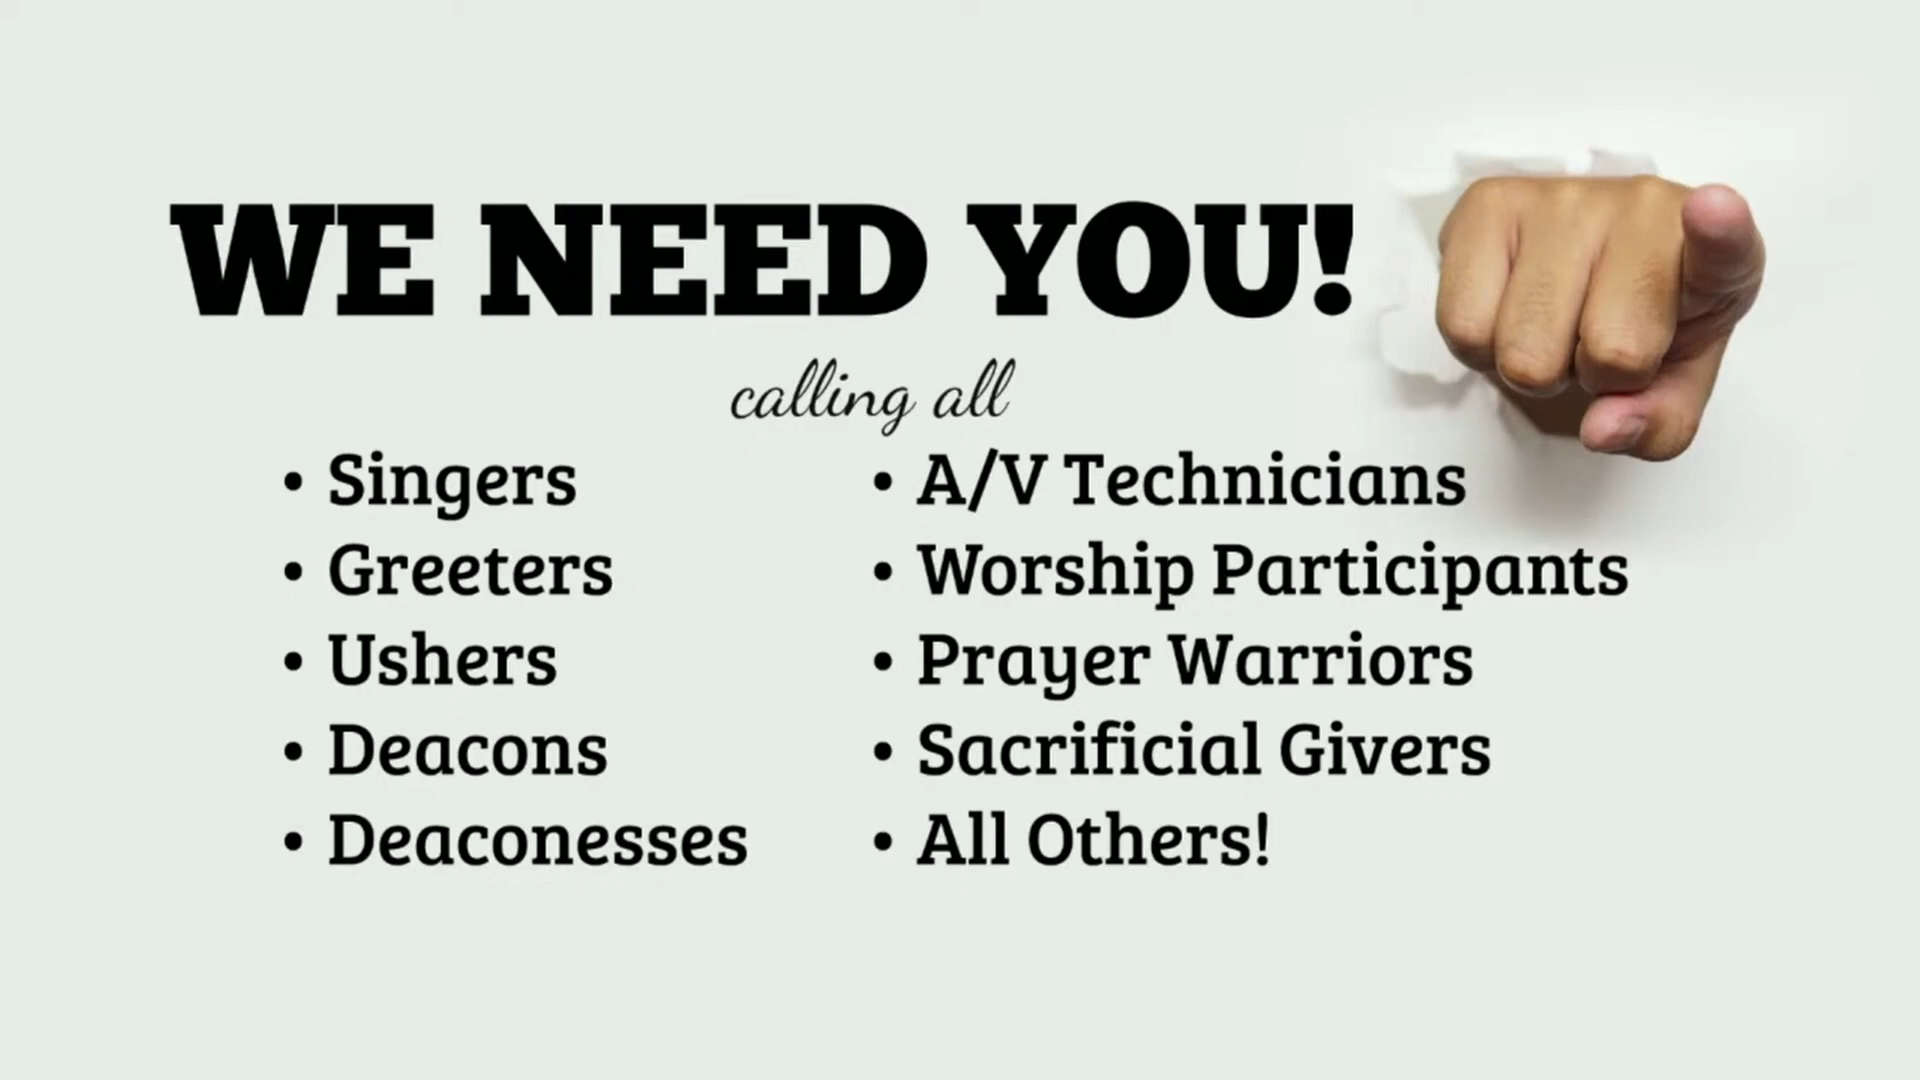 WE NEED YOU!
calling all
• Singers
• Greeters
• Ushers
• Deacons
• Deaconesses
• A/V Technicians
• Worship Participants
• Prayer Warriors
• Sacrificial Givers
• All Others!